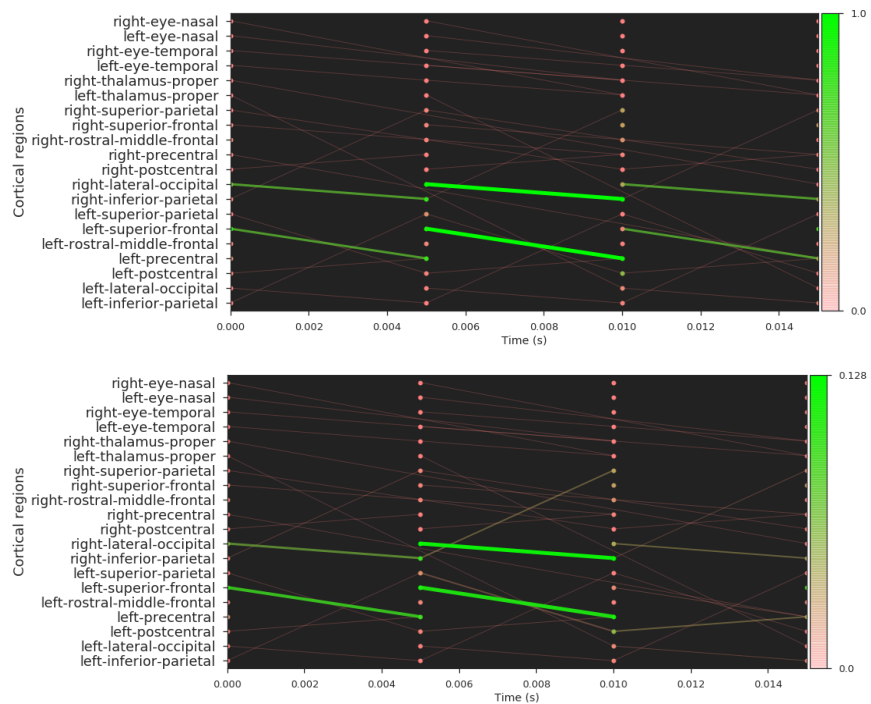 right-eye-nasal
left-eye-nasal
right-eye-temporal
left-eye-temporal
right-thalamus-proper
left-thalamus-proper
right-superior-parietal
right-superior-frontal
right-rostral-middle-frontal
right-precentral
right-postcentral
right-lateral-occipital
right-inferior-parietal
left-superior-parietal
left-superior-frontal
left-rostral-middle-frontal
left-precentral
left-postcentral
left-lateral-occipital
left-inferior-parietal
Cortical regions
0.000 0.002 0.004 0.006 0.008 0.010 0.012 0.014
Time (s)
1.0
0.0
right-eye-nasal
left-eye-nasal
right-eye-temporal
left-eye-temporal
right-thalamus-proper
left-thalamus-proper
right-superior-parietal
right-superior-frontal
right-rostral-middle-frontal
right-precentral
right-postcentral
right-lateral-occipital
right-inferior-parietal
left-superior-parietal
left-superior-frontal
left-rostral-middle-frontal
left-precentral
left-postcentral
left-lateral-occipital
left-inferior-parietal
Cortical regions
0.000 0.002 0.004 0.006 0.008 0.010 0.012 0.014
Time (s)
0.128
0.0